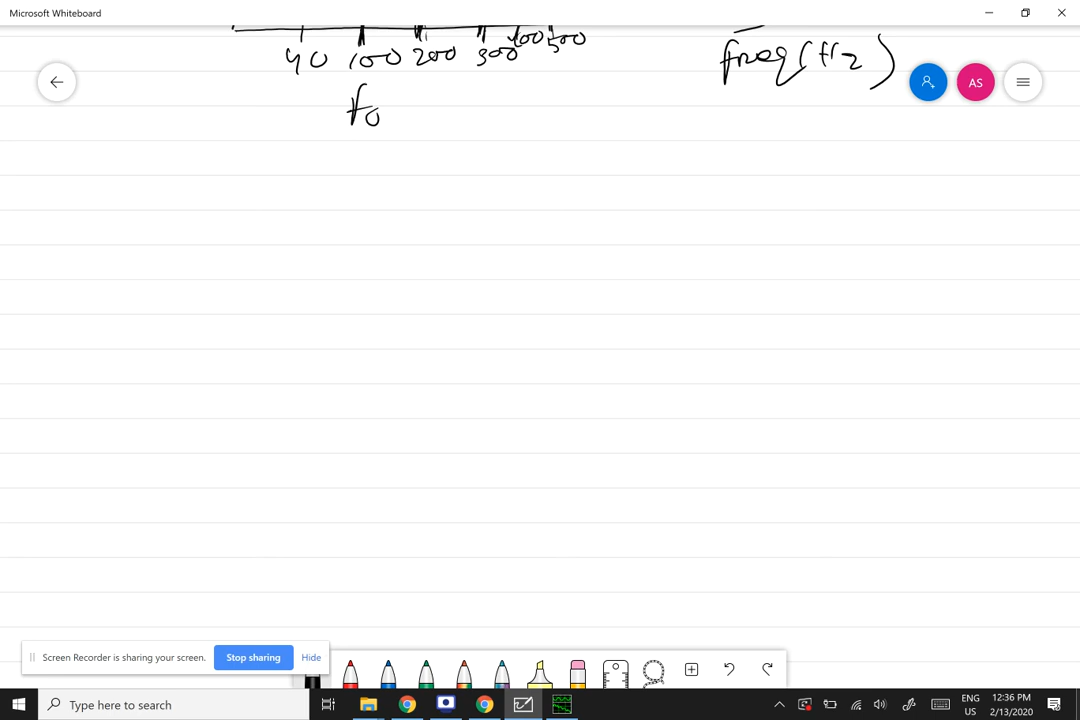 Microsoft Whiteboard
40 100 200 300 400 500
freq(Hz)
f0
AS
Screen Recorder is sharing your screen. Stop sharing Hide
Type here to search
ENG
US
12:36 PM
2/13/2020